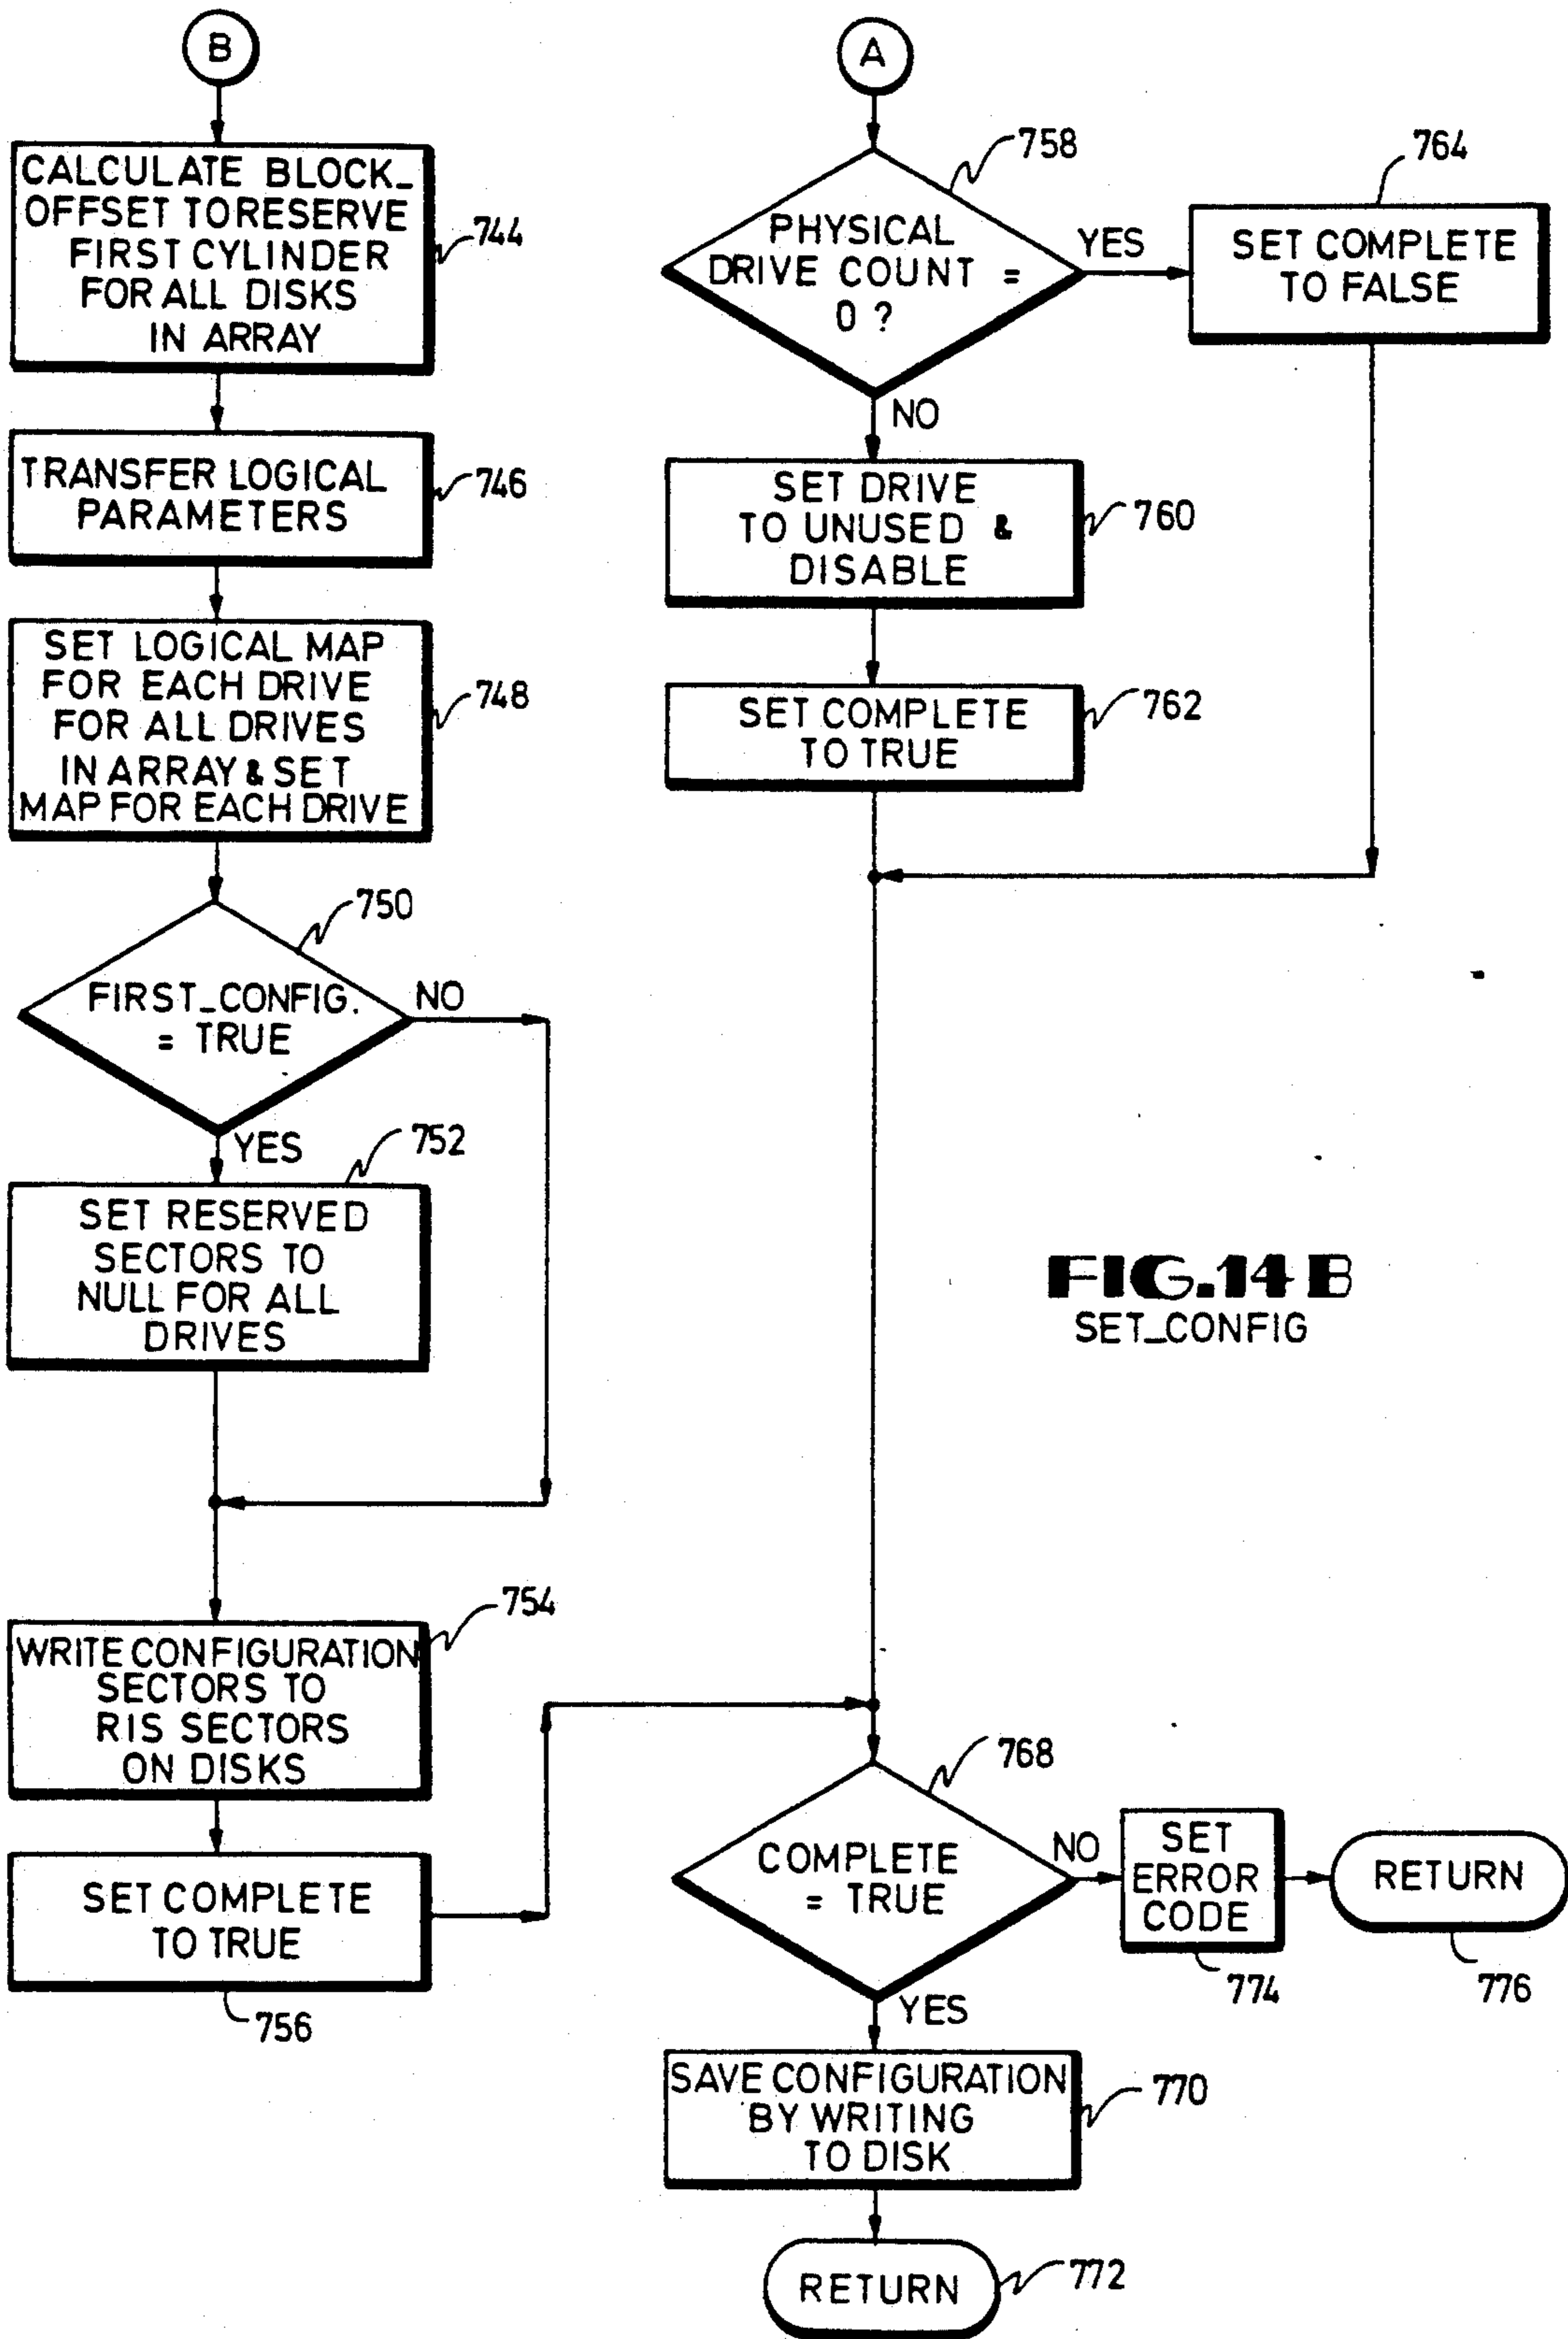 B
CALCULATE BLOCK_
OFFSET TO RESERVE
FIRST CYLINDER
FOR ALL DISKS
IN ARRAY
744
TRANSFER LOGICAL
PARAMETERS
746
SET LOGICAL MAP
FOR EACH DRIVE
FOR ALL DRIVES
IN ARRAY & SET
MAP FOR EACH DRIVE
748
750
FIRST_CONFIG.
= TRUE
NO
YES
752
SET RESERVED
SECTORS TO
NULL FOR ALL
DRIVES
754
WRITE CONFIGURATION
SECTORS TO
RIS SECTORS
ON DISKS
SET COMPLETE
TO TRUE
756
A
758
PHYSICAL
DRIVE COUNT =
0 ?
YES
764
SET COMPLETE
TO FALSE
NO
SET DRIVE
TO UNUSED &
DISABLE
760
SET COMPLETE
TO TRUE
762
FIG.14B
SET_CONFIG
768
COMPLETE
= TRUE
NO
SET
ERROR
CODE
774
RETURN
776
YES
SAVE CONFIGURATION
BY WRITING
TO DISK
770
RETURN
772